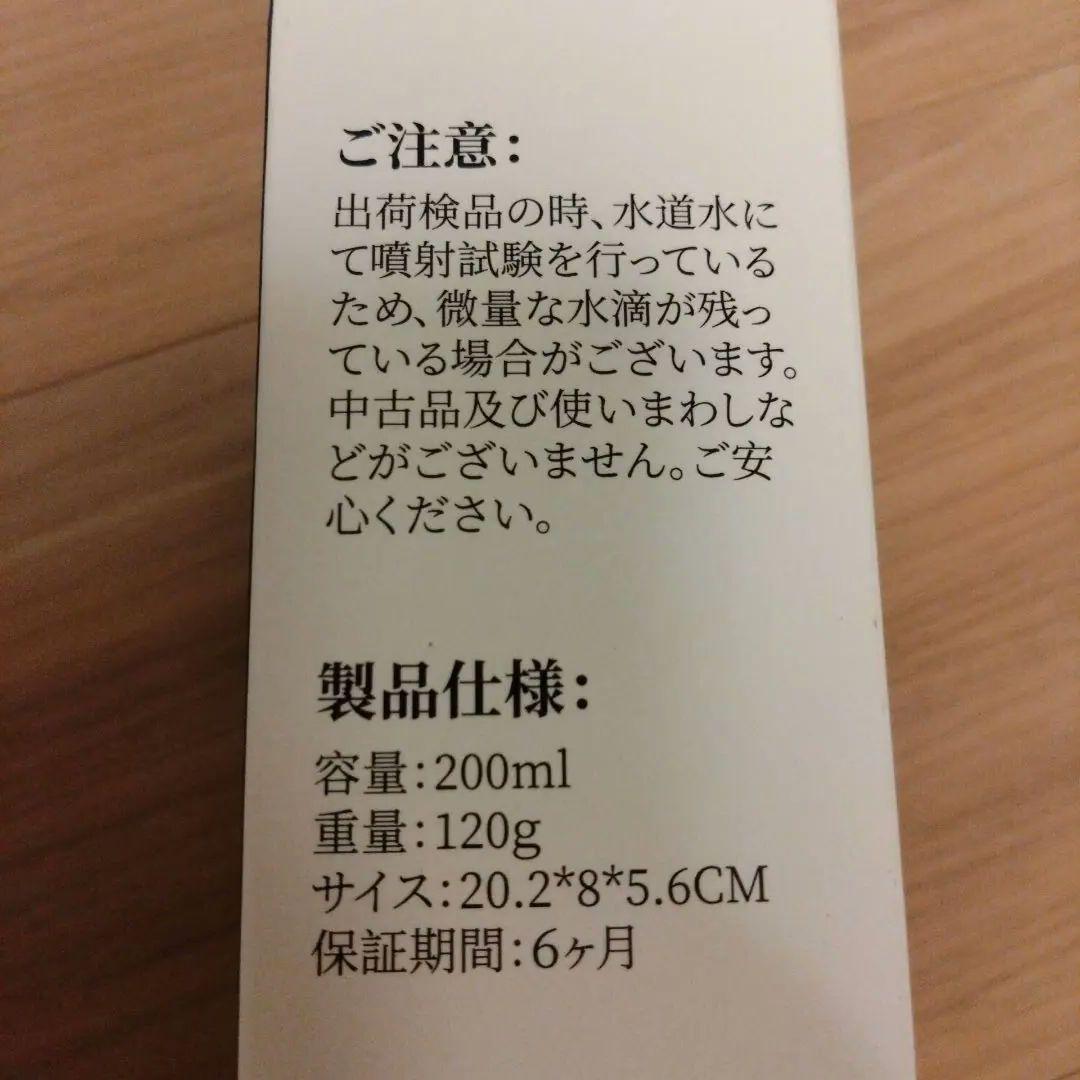 ご注意：
出荷検品の時、水道水に
て噴射試験を行っている
ため、微量な水滴が残っ
ている場合がございます。
中古品及び使いまわしな
どがございません。ご安
心ください。
製品仕様：
容量：200ml
重量：120g
サイス：20.2*8*5.6CM
保証期間：6ヶ月